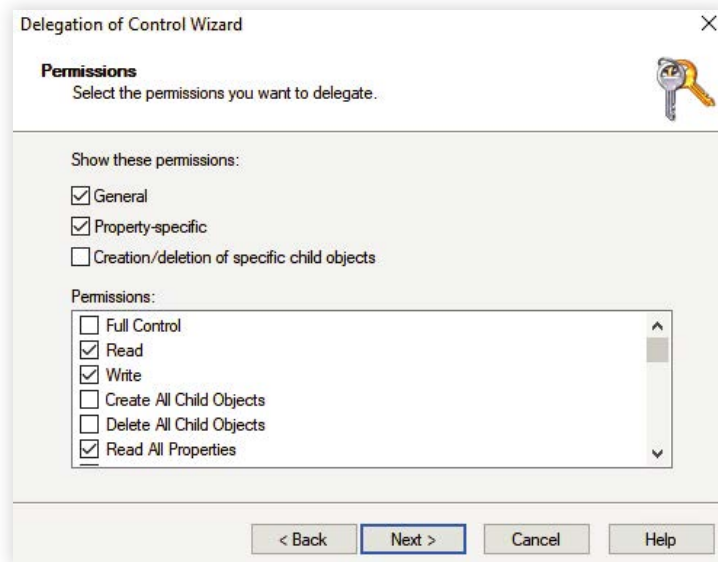 Delegation of Control Wizard
Permissions
Select the permissions you want to delegate.
Show these permissions:
General
Property-specific
Creation/deletion of specific child objects
Permissions:
Full Control
Read
Write
Create All Child Objects
Delete All Child Objects
Read All Properties
< Back Next > Cancel Help